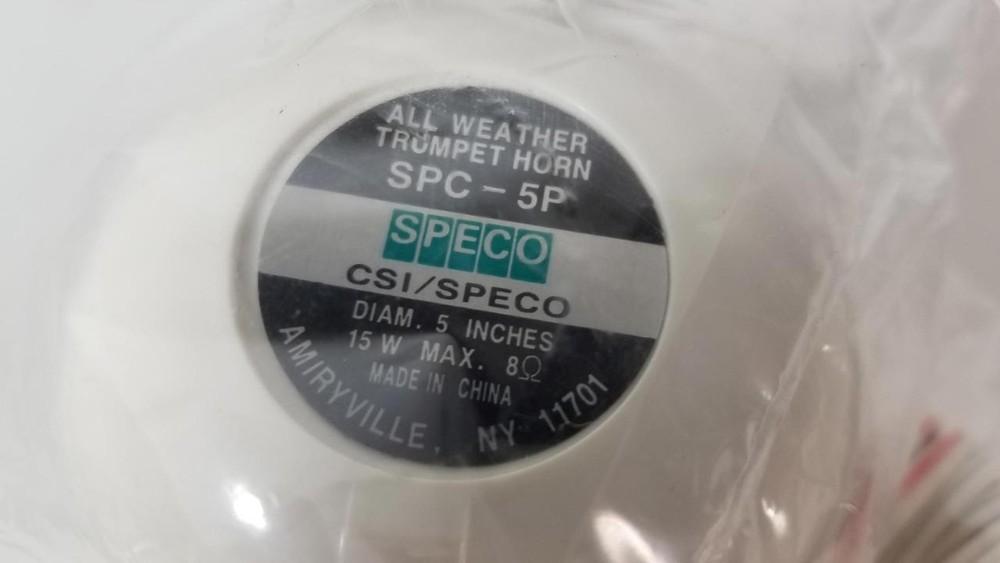 ALL WEATHER
TRUMPET HORN
SPC - 5P
SPECO
CSI/SPECO
DIAM. 5 INCHES
15 W MAX. 8Ω
MADE IN CHINA
AMIRYVILLE, NY 11701